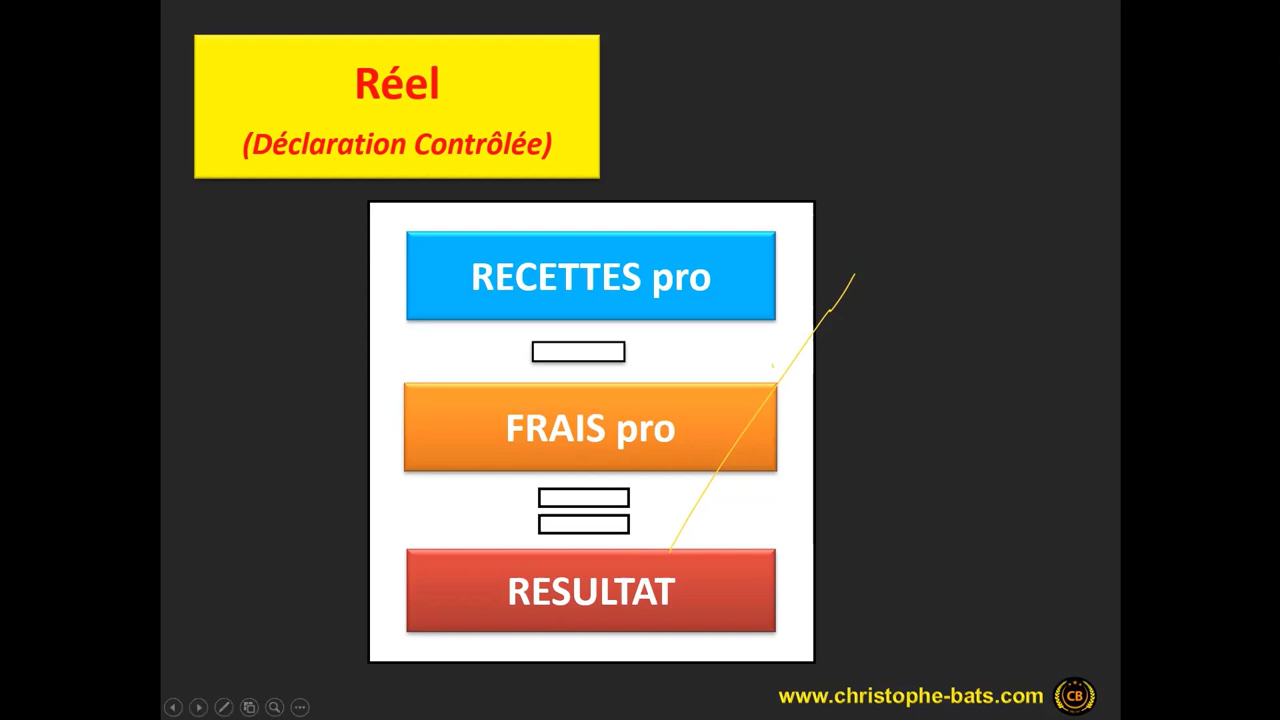 Réel
(Déclaration Contrôlée)
RECETTES pro
FRAIS pro
RESULTAT
www.christophe-bats.com
CB